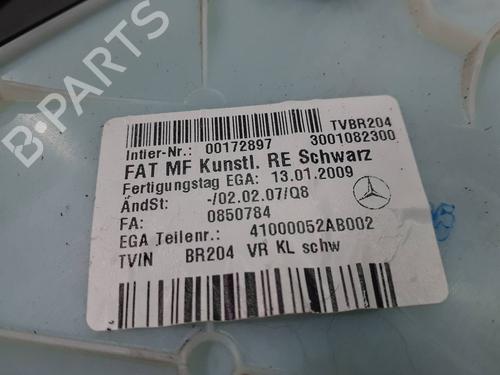 B-PARTS
TVBR204
Intier-Nr.: 00172897 3001082300
FAT MF Kunstl. RE Schwarz
Fertigungstag EGA: 13.01.2009
ÄndSt: -/02.02.07/Q8
FA: 0850784
EGA Teilenr.: 41000052AB002
TVIN BR204 VR KL schw